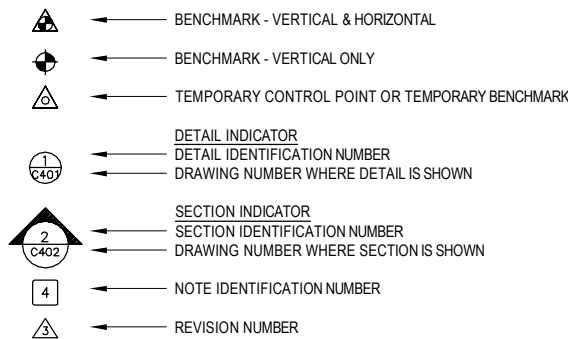 BENCHMARK - VERTICAL & HORIZONTAL
BENCHMARK - VERTICAL ONLY
TEMPORARY CONTROL POINT OR TEMPORARY BENCHMARK
DETAIL INDICATOR
1 DETAIL IDENTIFICATION NUMBER
C401 DRAWING NUMBER WHERE DETAIL IS SHOWN
SECTION INDICATOR
2 SECTION IDENTIFICATION NUMBER
C402 DRAWING NUMBER WHERE SECTION IS SHOWN
4 NOTE IDENTIFICATION NUMBER
3 REVISION NUMBER